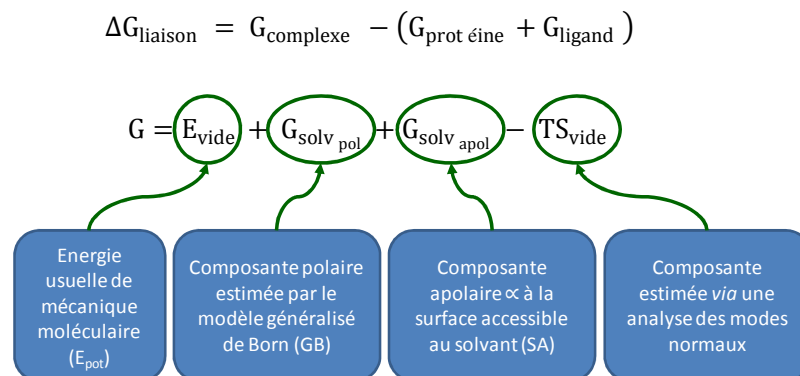 ΔG_liaison = G_complexe − (G_prot éine + G_ligand )
G = E_vide + G_solv pol + G_solv apol − TS_vide
Energie
usuelle de
mécanique
moléculaire
(E_pot)
Composante polaire
estimée par le
modèle généralisé
de Born (GB)
Composante
apolaire ∝ à la
surface accessible
au solvant (SA)
Composante
estimée via une
analyse des modes
normaux